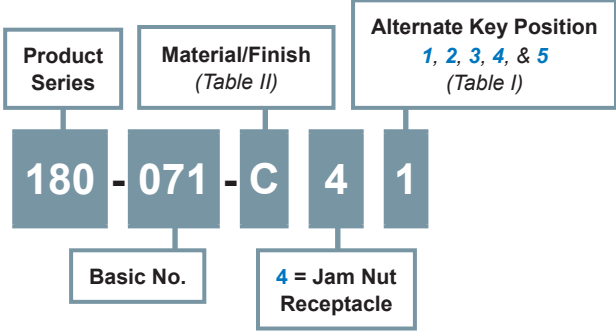 Product
Series
Material/Finish
(Table II)
Alternate Key Position
1, 2, 3, 4, & 5
(Table I)
180 - 071 - C 4 1
Basic No.
4 = Jam Nut
Receptacle